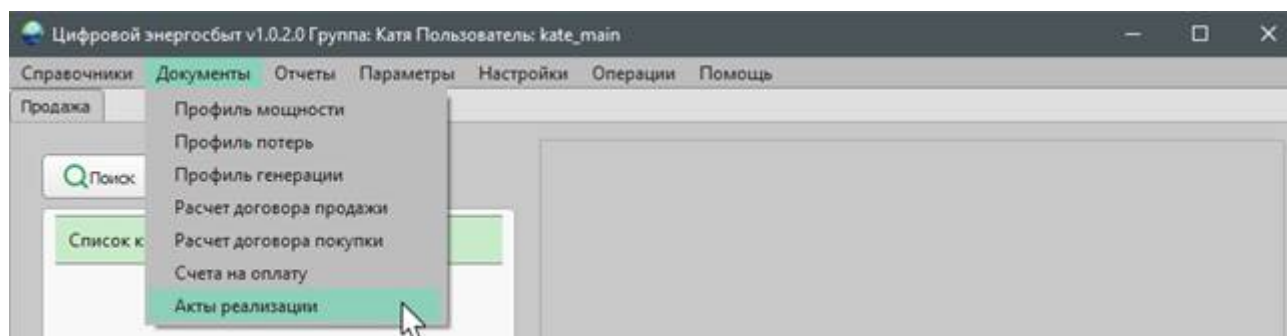 Цифровой энергосбыт v1.0.2.0 Группа: Катя Пользователь: kate_main
Справочники Документы Отчеты Параметры Настройки Операции Помощь
Продажа
Профиль мощности
Профиль потерь
Поиск
Профиль генерации
Расчет договора продажи
Список к
Расчет договора покупки
Счета на оплату
Акты реализации